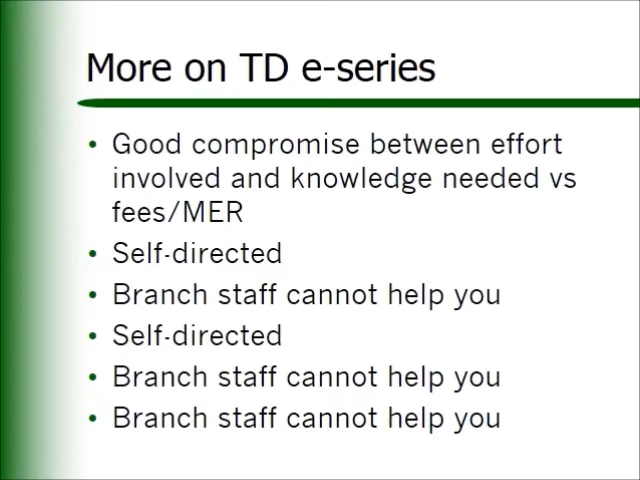 More on TD e-series
• Good compromise between effort
involved and knowledge needed vs
fees/MER
• Self-directed
• Branch staff cannot help you
• Self-directed
• Branch staff cannot help you
• Branch staff cannot help you